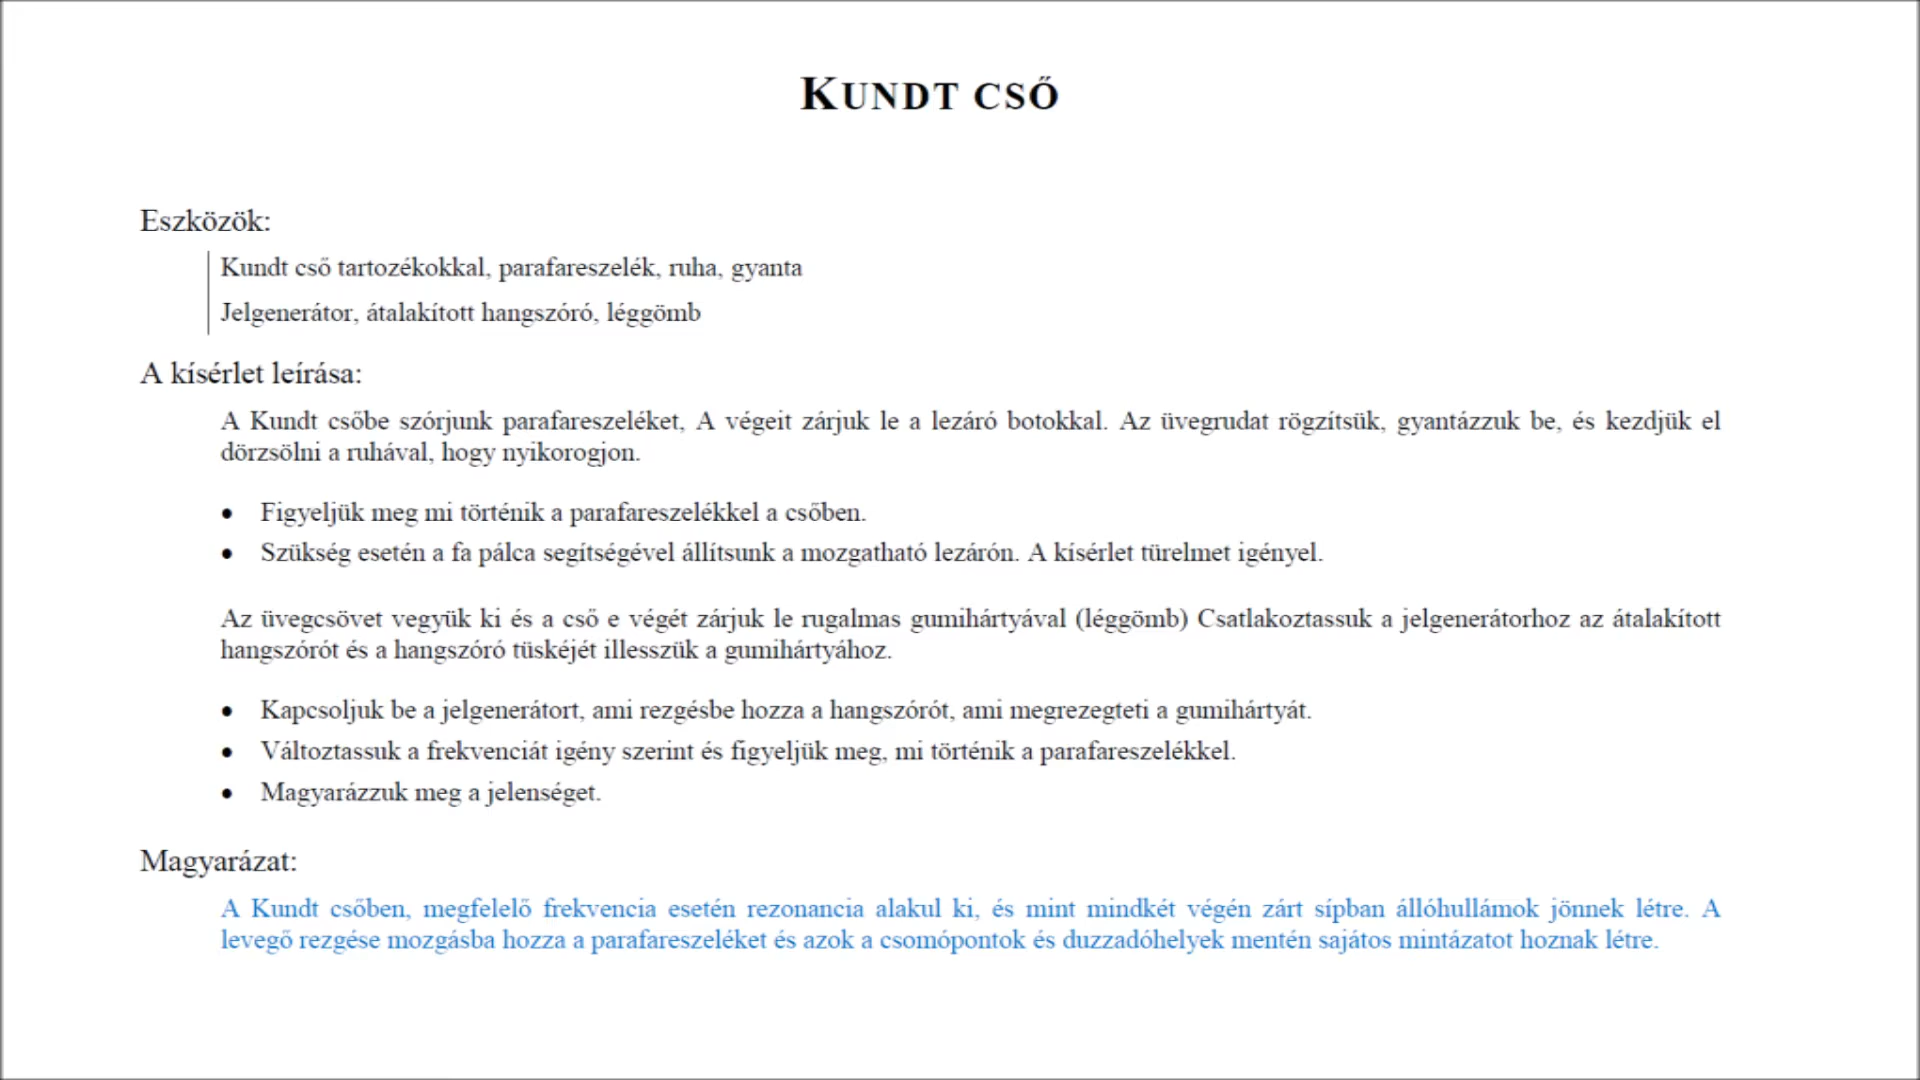 KUNDT CSŐ
Eszközök:
Kundt cső tartozékokkal, parafareszelék, ruha, gyanta
Jelgenerátor, átalakított hangszóró, léggömb
A kísérlet leírása:
A Kundt csőbe szórjunk parafareszeléket, A végeit zárjuk le a lezáró botokkal. Az üvegrudat rögzítsük, gyantázzuk be, és kezdjük el
dörzsölni a ruhával, hogy nyikorogjon.
• Figyeljük meg mi történik a parafareszelékkel a csőben.
• Szükség esetén a fa pálca segítségével állítsunk a mozgatható lezárón. A kísérlet türelmet igényel.
Az üvegcsövet vegyük ki és a cső e végét zárjuk le rugalmas gumihártyával (léggömb) Csatlakoztassuk a jelgenerátorhoz az átalakított
hangszórót és a hangszóró tüskéjét illesszük a gumihártyához.
• Kapcsoljuk be a jelgenerátort, ami rezgésbe hozza a hangszórót, ami megrezegteti a gumihártyát.
• Változtassuk a frekvenciát igény szerint és figyeljük meg, mi történik a parafareszelékkel.
• Magyarázzuk meg a jelenséget.
Magyarázat:
A Kundt csőben, megfelelő frekvencia esetén rezonancia alakul ki, és mint mindkét végén zárt sípban állóhullámok jönnek létre. A
levegő rezgése mozgásba hozza a parafareszeléket és azok a csomópontok és duzzadóhelyek mentén sajátos mintázatot hoznak létre.